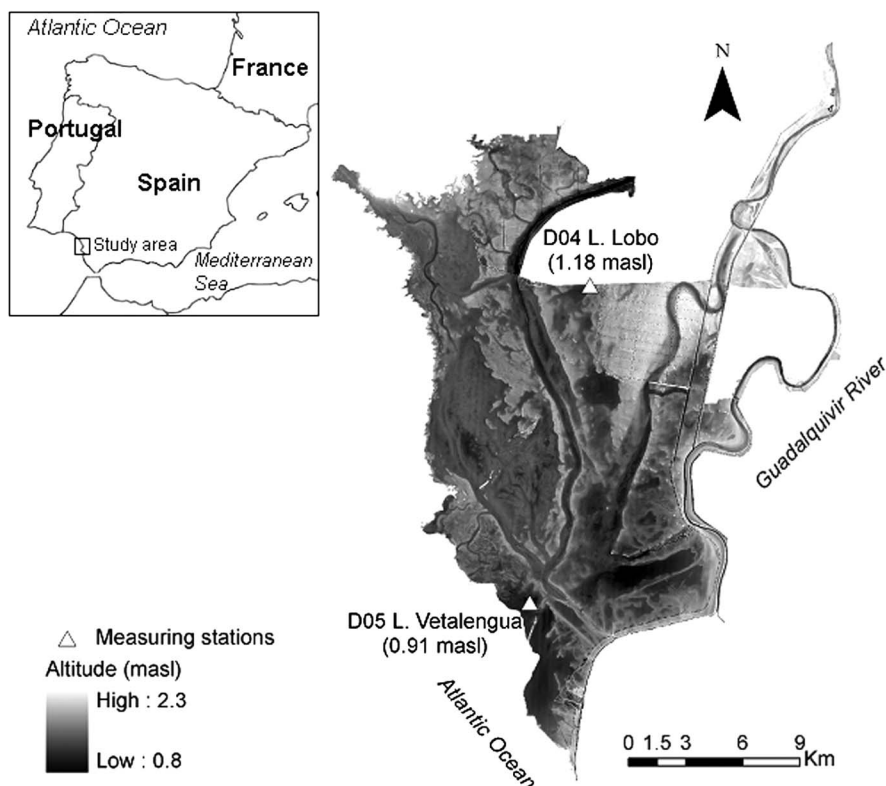 Atlantic Ocean
France
Portugal
Spain
Study area
Mediterranean
Sea
N
D04 L. Lobo
(1.18 masl)
Guadalquivir River
D05 L. Vetalengua
(0.91 masl)
Atlantic Ocean
Measuring stations
Altitude (masl)
High : 2.3
Low : 0.8
0 1.5 3 6 9
Km